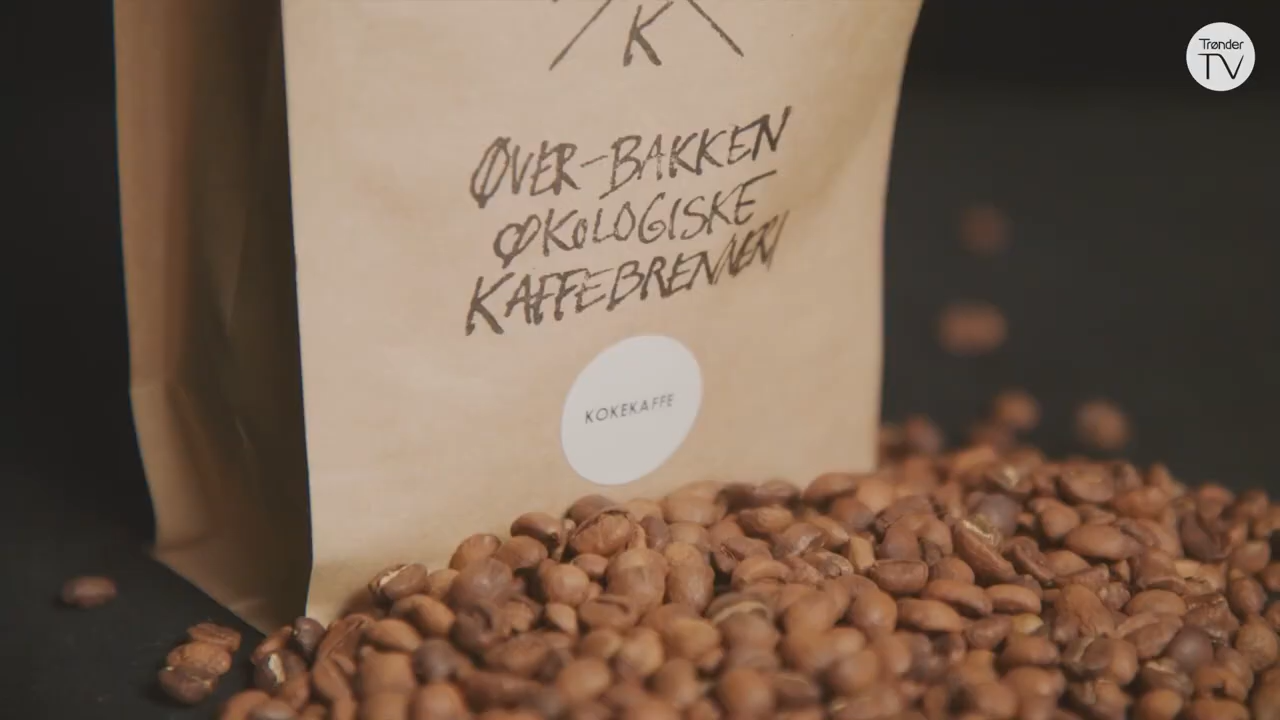 Trønder
TV
K
ØVER-BAKKEN
ØKOLOGISKE
KAFFEBRENNERI
KOKEKAFFE